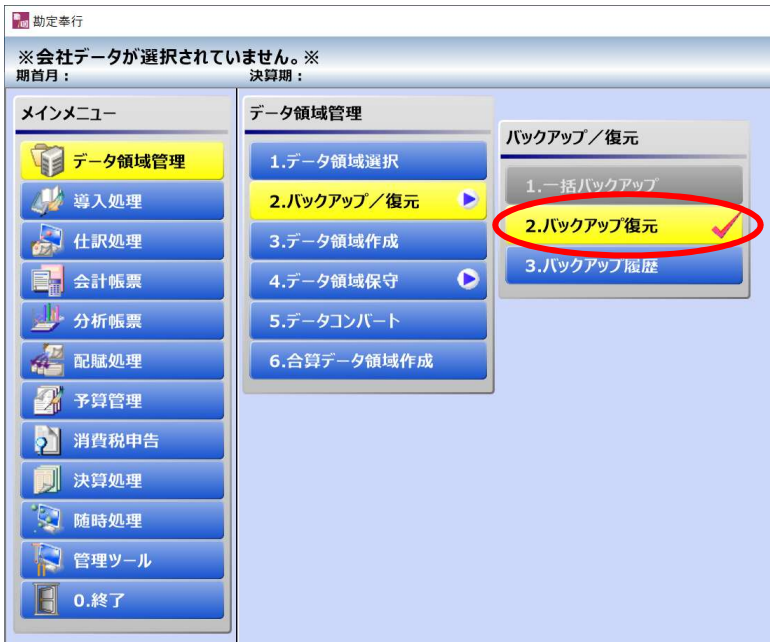 勘定奉行
※会社データが選択されていません。※
期首月：
決算期：
メインメニュー
データ領域管理
導入処理
仕訳処理
会計帳票
分析帳票
配賦処理
予算管理
消費税申告
決算処理
随時処理
管理ツール
0.終了
データ領域管理
1.データ領域選択
2.バックアップ／復元
3.データ領域作成
4.データ領域保守
5.データコンバート
6.合算データ領域作成
バックアップ／復元
1.一括バックアップ
2.バックアップ復元
3.バックアップ履歴